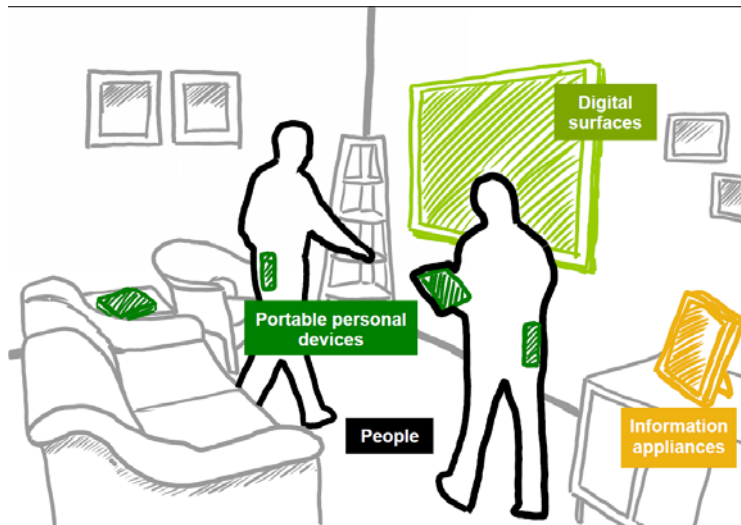 Digital
surfaces
Portable personal
devices
People
Information
appliances